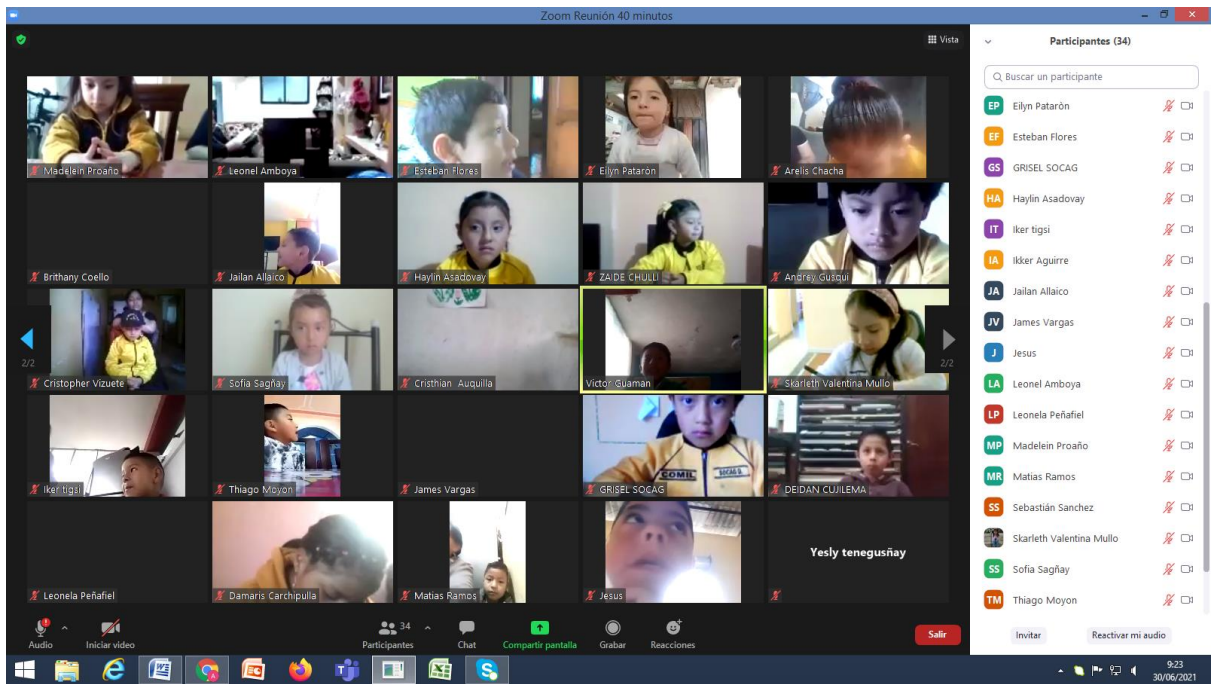 Zoom Reunión 40 minutos
Vista
Madelein Proaño
Leonel Amboya
Esteban Flores
Eilyn Patarón
Arelis Chacha
Brithany Coello
Jailan Allaico
Haylin Asadovay
ZAIDE CHULLI
Andrey Gusqui
2/2
Cristopher Vizuete
Sofia Sagñay
Cristhian Auquilla
Victor Guaman
Skarleth Valentina Mullo
2/2
Iker tigsi
Thiago Moyon
James Vargas
COMIL
SOCAG D.
GRISEL SOCAG
DEIDAN CUJILEMA
Leonela Peñafiel
Damaris Carchipulla
Matias Ramos
Jesus
Yesly tenegusñay
Audio
Iniciar video
34
Participantes
Chat
Compartir pantalla
Grabar
Reacciones
Salir
Participantes (34)
Buscar un participante
EP Eilyn Patarón
EF Esteban Flores
GS GRISEL SOCAG
HA Haylin Asadovay
IT Iker tigsi
IA Ikker Aguirre
JA Jailan Allaico
JV James Vargas
J Jesus
LA Leonel Amboya
LP Leonela Peñafiel
MP Madelein Proaño
MR Matias Ramos
SS Sebastián Sanchez
Skarleth Valentina Mullo
SS Sofia Sagñay
TM Thiago Moyon
Invitar
Reactivar mi audio
9:23
30/06/2021